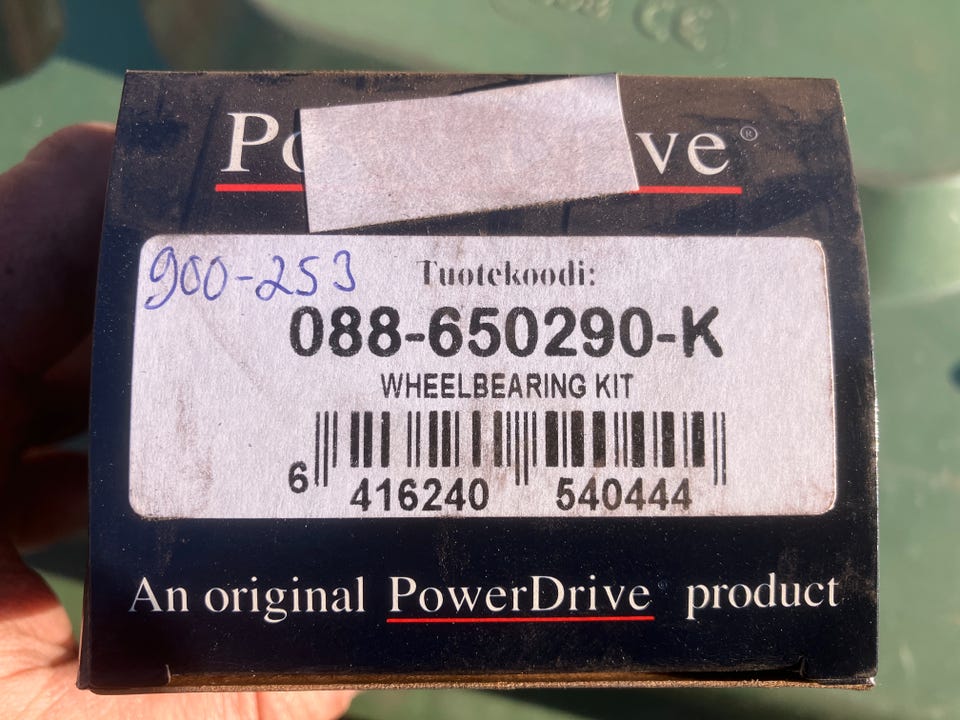 ve®
900-253
Tuotekoodi:
088-650290-K
WHEELBEARING KIT
6 416240 540444
An original PowerDrive® product